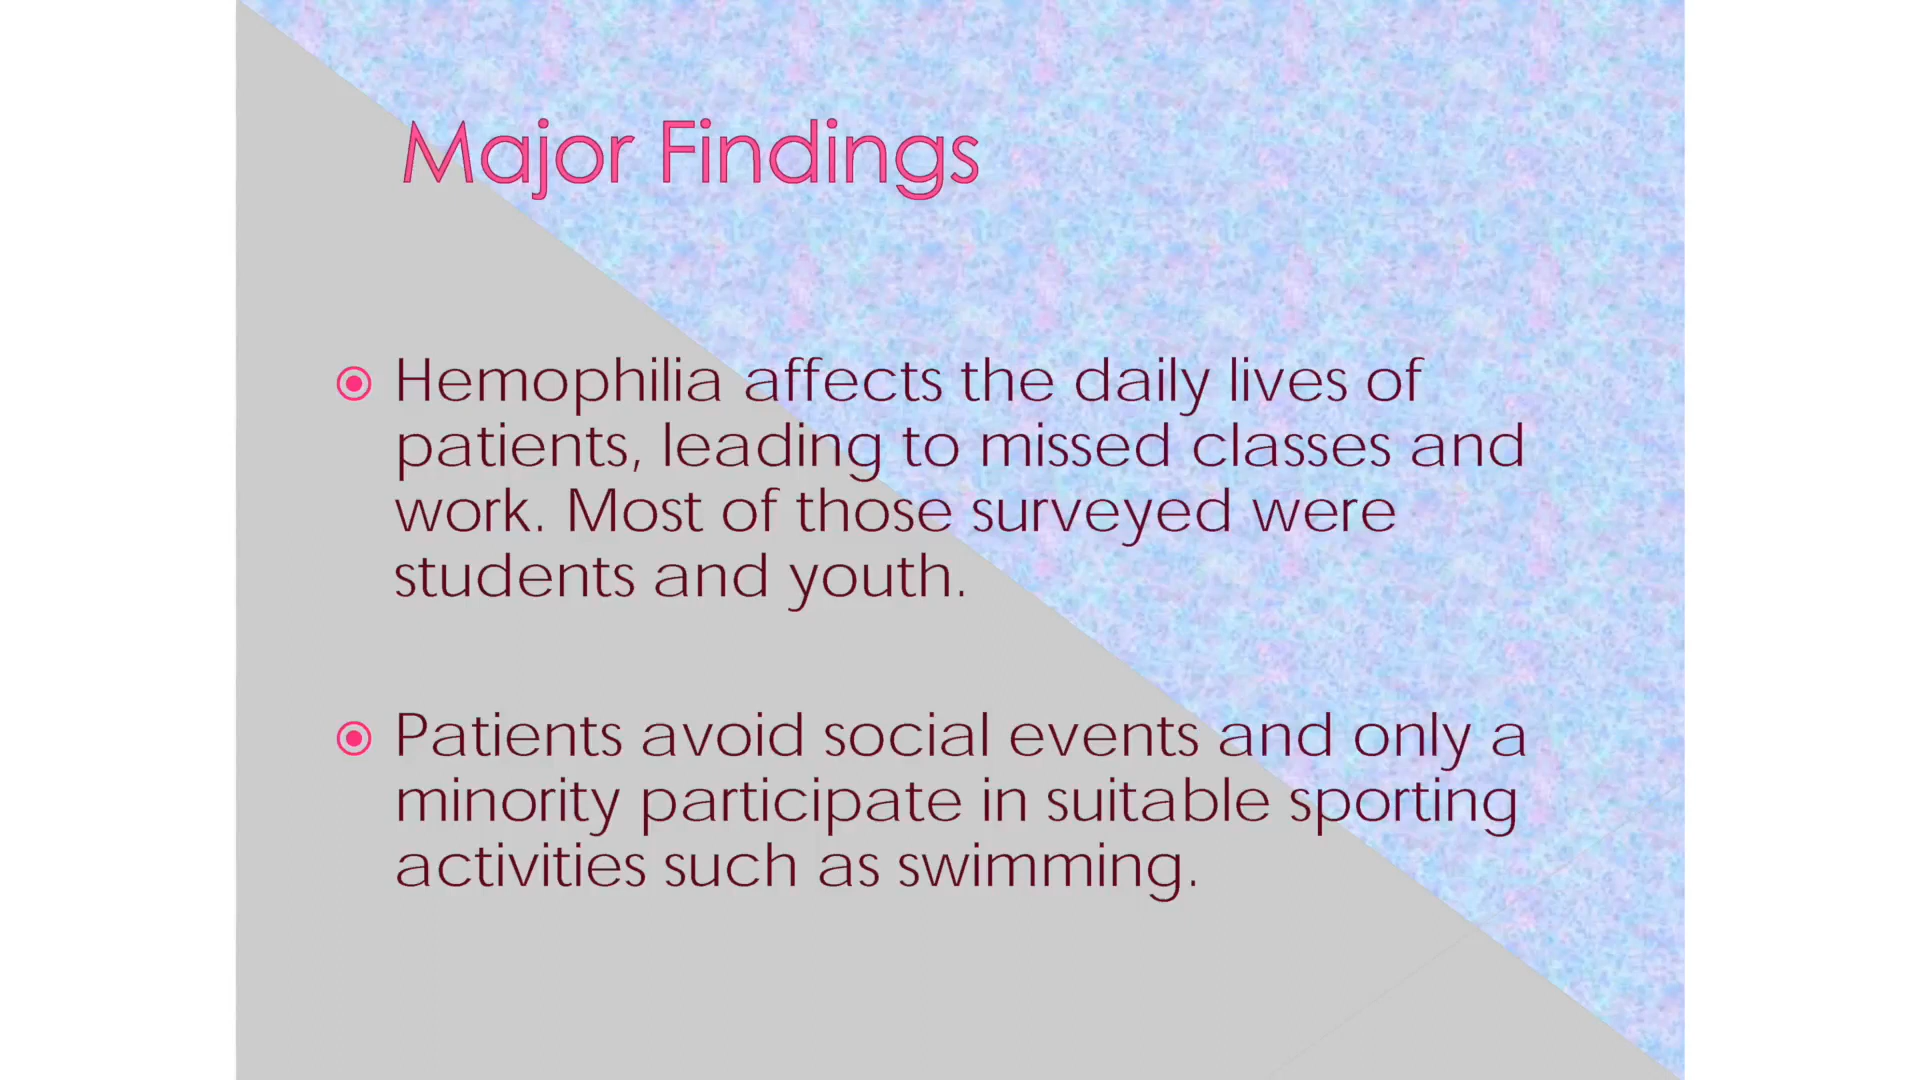 Major Findings
Hemophilia affects the daily lives of
patients, leading to missed classes and
work. Most of those surveyed were
students and youth.
Patients avoid social events and only a
minority participate in suitable sporting
activities such as swimming.